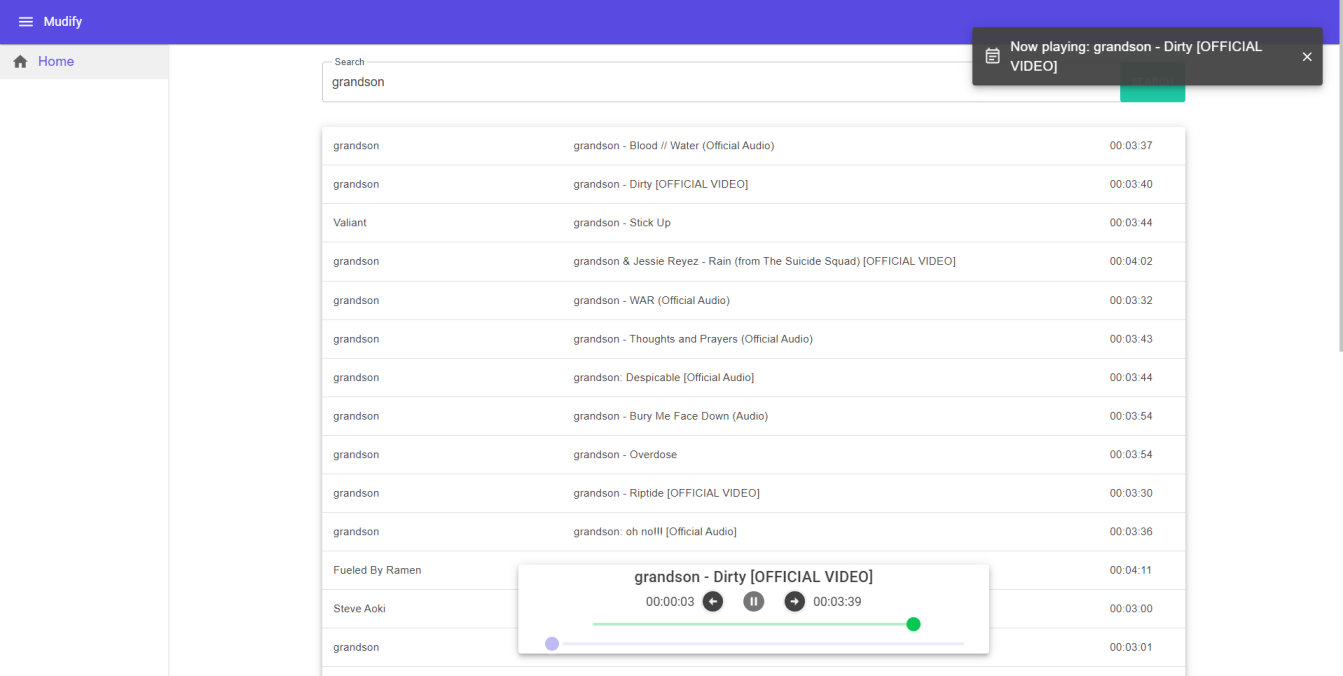 Mudify
Now playing: grandson - Dirty [OFFICIAL
VIDEO]
Home
Search
grandson
grandson grandson - Blood // Water (Official Audio) 00:03:37
grandson grandson - Dirty [OFFICIAL VIDEO] 00:03:40
Valiant grandson - Stick Up 00:03:44
grandson grandson & Jessie Reyez - Rain (from The Suicide Squad) [OFFICIAL VIDEO] 00:04:02
grandson grandson - WAR (Official Audio) 00:03:32
grandson grandson - Thoughts and Prayers (Official Audio) 00:03:43
grandson grandson: Despicable [Official Audio] 00:03:44
grandson grandson - Bury Me Face Down (Audio) 00:03:54
grandson grandson - Overdose 00:03:54
grandson grandson - Riptide [OFFICIAL VIDEO] 00:03:30
grandson grandson: oh no!!! [Official Audio] 00:03:36
Fueled By Ramen 00:04:11
grandson - Dirty [OFFICIAL VIDEO]
00:00:03 00:03:39
Steve Aoki 00:03:00
grandson 00:03:01